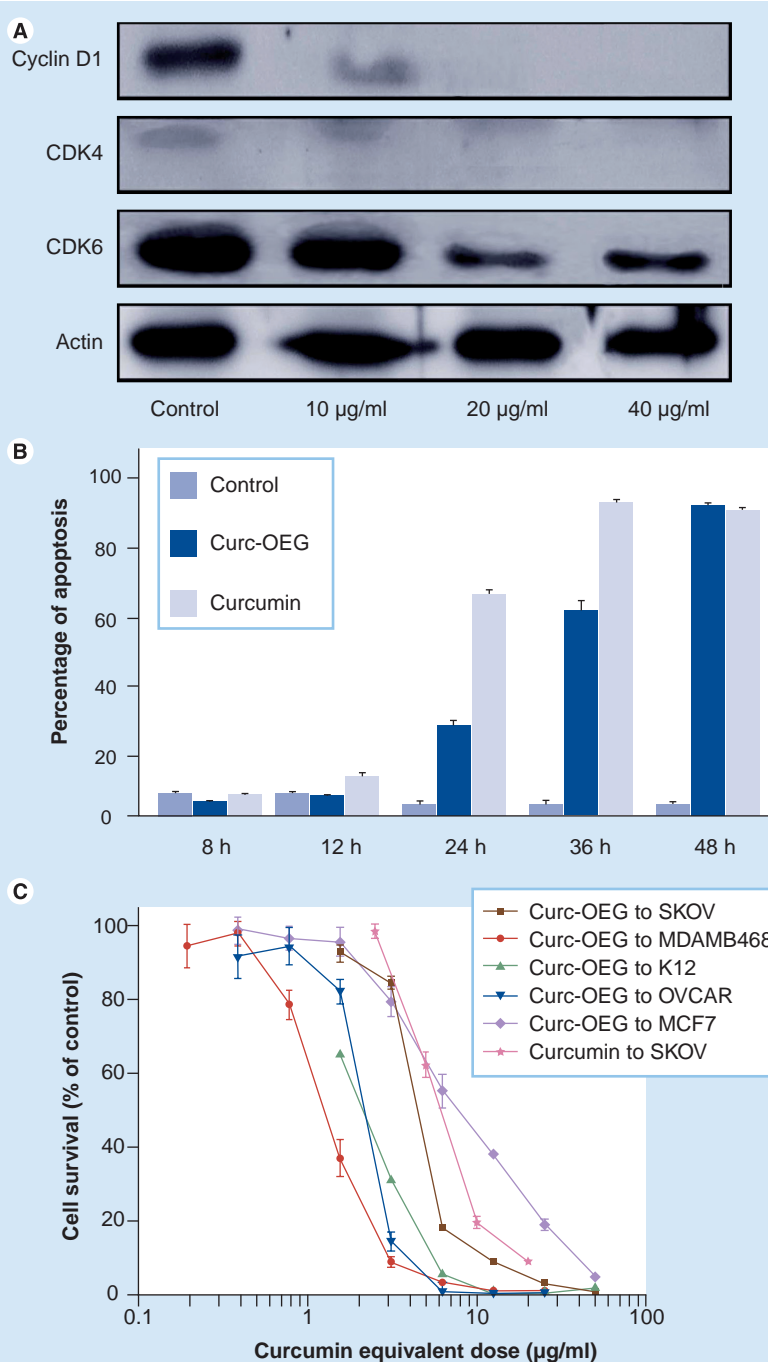 A
Cyclin D1
CDK4
CDK6
Actin
Control 10 µg/ml 20 µg/ml 40 µg/ml
B
Percentage of apoptosis
100
80
60
40
20
0
Control
Curc-OEG
Curcumin
8 h 12 h 24 h 36 h 48 h
C
Cell survival (% of control)
100
80
60
40
20
0
Curc-OEG to SKOV
Curc-OEG to MDAMB468
Curc-OEG to K12
Curc-OEG to OVCAR
Curc-OEG to MCF7
Curcumin to SKOV
0.1 1 10 100
Curcumin equivalent dose (µg/ml)